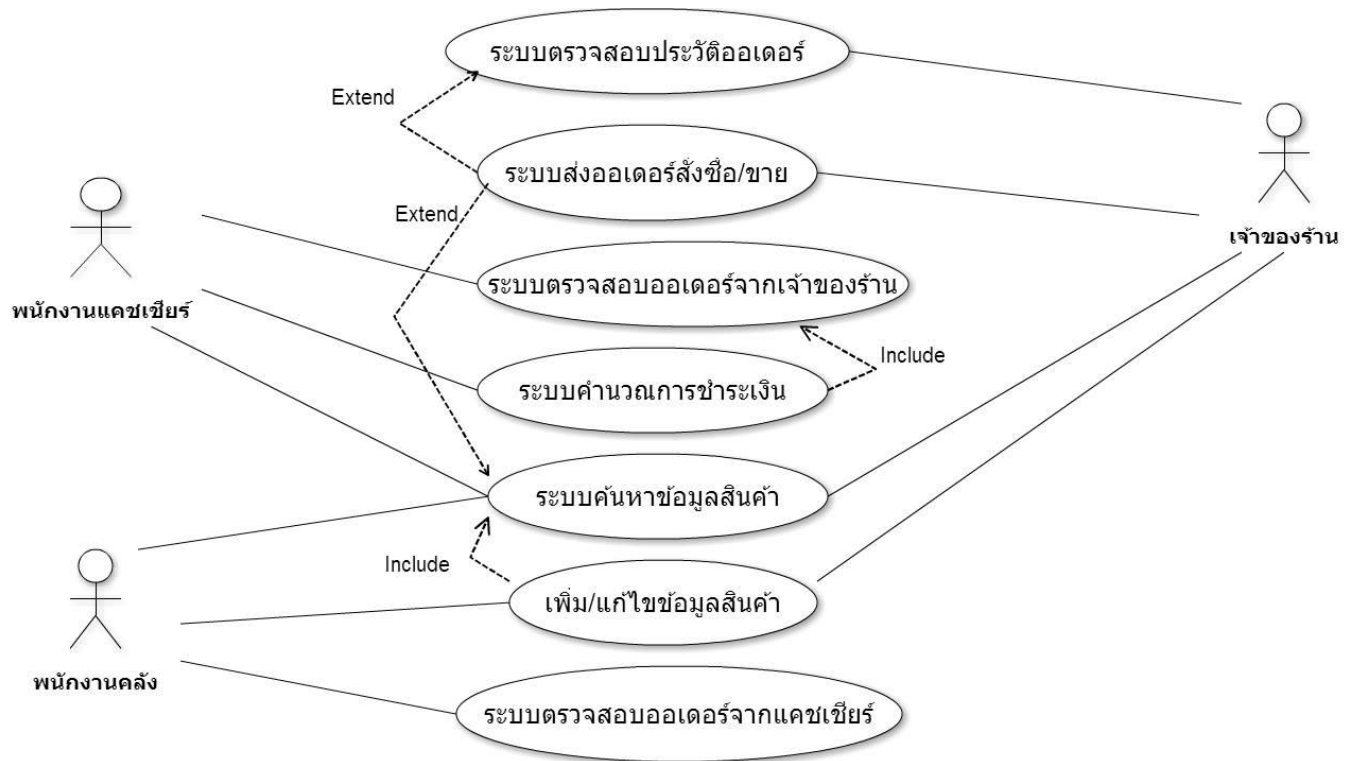 ระบบตรวจสอบประวัติออเดอร์
Extend
ระบบส่งออเดอร์สั่งซื่อ/ขาย
Extend
เจ้าของร้าน
ระบบตรวจสอบออเดอร์จากเจ้าของร้าน
พนักงานแคชเชียร์
Include
ระบบคำนวณการชำระเงิน
ระบบค้นหาข้อมูลสินค้า
Include
เพิ่ม/แก้ไขข้อมูลสินค้า
พนักงานคลัง
ระบบตรวจสอบออเดอร์จากแคชเชียร์